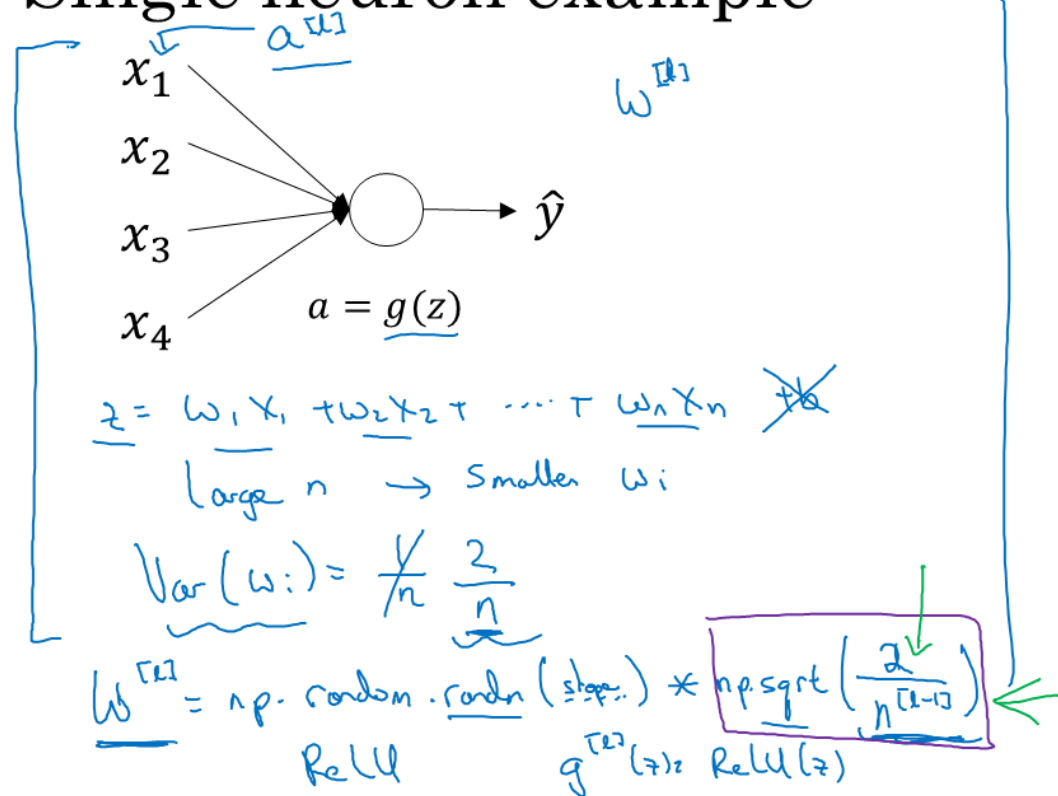 Single neuron example
a^[l]
x₁
w^[l]
x₂
ŷ
x₃
a = g(z)
x₄
z = w₁x₁ + w₂x₂ + ..... + wₙxₙ +b
Large n → Smaller wᵢ
Var(wᵢ) = 1/n 2/n
W^[l] = np.random.randn(shape..) * np.sqrt(2/n^[l-1])
ReLU g^[l](z) = ReLU(z)